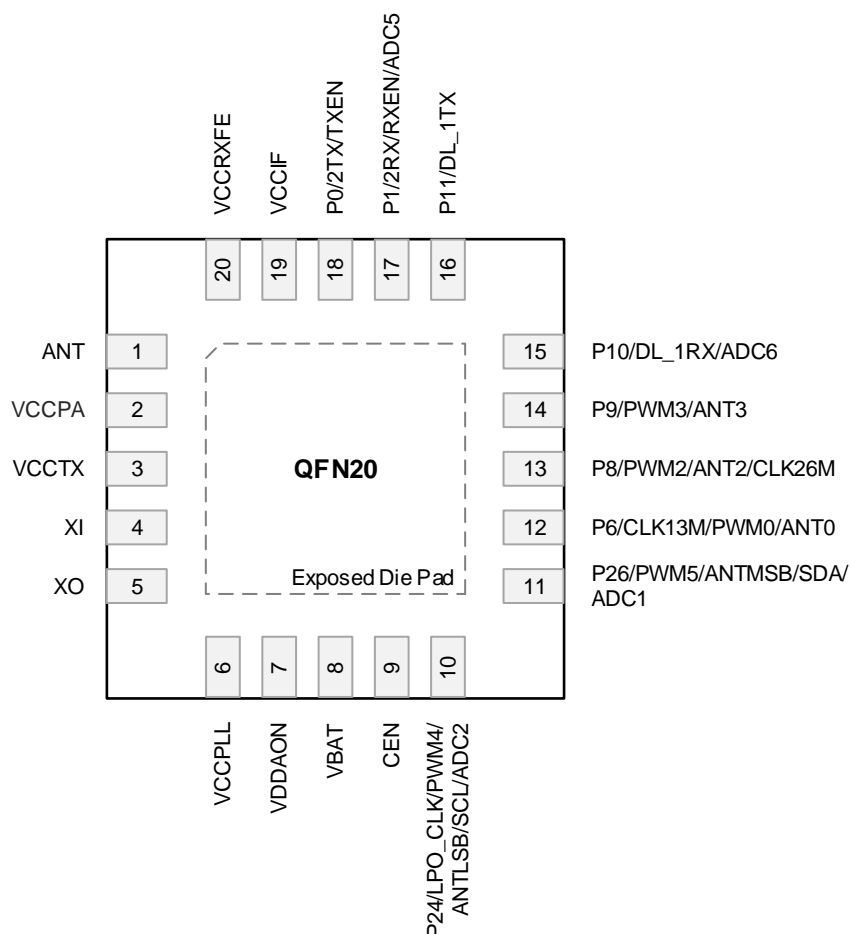 VCCRXFE
VCCIF
P0/2TX/TXEN
P1/2RX/RXEN/ADC5
P11/DL_1TX
20
19
18
17
16
ANT
1
15
P10/DL_1RX/ADC6
VCCPA
2
14
P9/PWM3/ANT3
VCCTX
3
QFN20
13
P8/PWM2/ANT2/CLK26M
XI
4
12
P6/CLK13M/PWM0/ANT0
XO
5
Exposed Die Pad
11
P26/PWM5/ANTMSB/SDA/
ADC1
6
7
8
9
10
VCCPLL
VDDAON
VBAT
CEN
P24/LPO_CLK/PWM4/
ANTLSB/SCL/ADC2